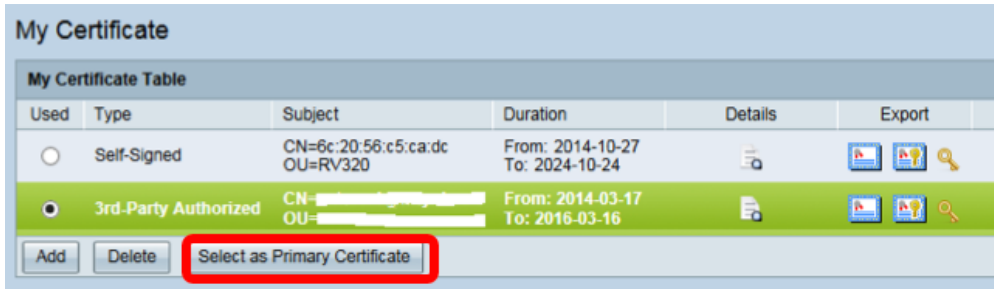 My Certificate
My Certificate Table
Used Type Subject Duration Details Export
Self-Signed CN=6c:20:56:c5:ca:dc From: 2014-10-27
OU=RV320 To: 2024-10-24
3rd-Party Authorized CN= From: 2014-03-17
OU= To: 2016-03-16
Add Delete Select as Primary Certificate